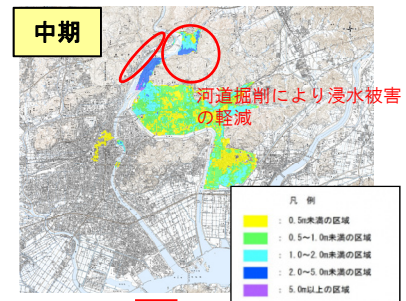 中期
河道掘削により浸水被害
の軽減
凡 例
: 0.5m未満の区域
: 0.5～1.0m未満の区域
: 1.0～2.0m未満の区域
: 2.0～5.0m未満の区域
: 5.0m以上の区域